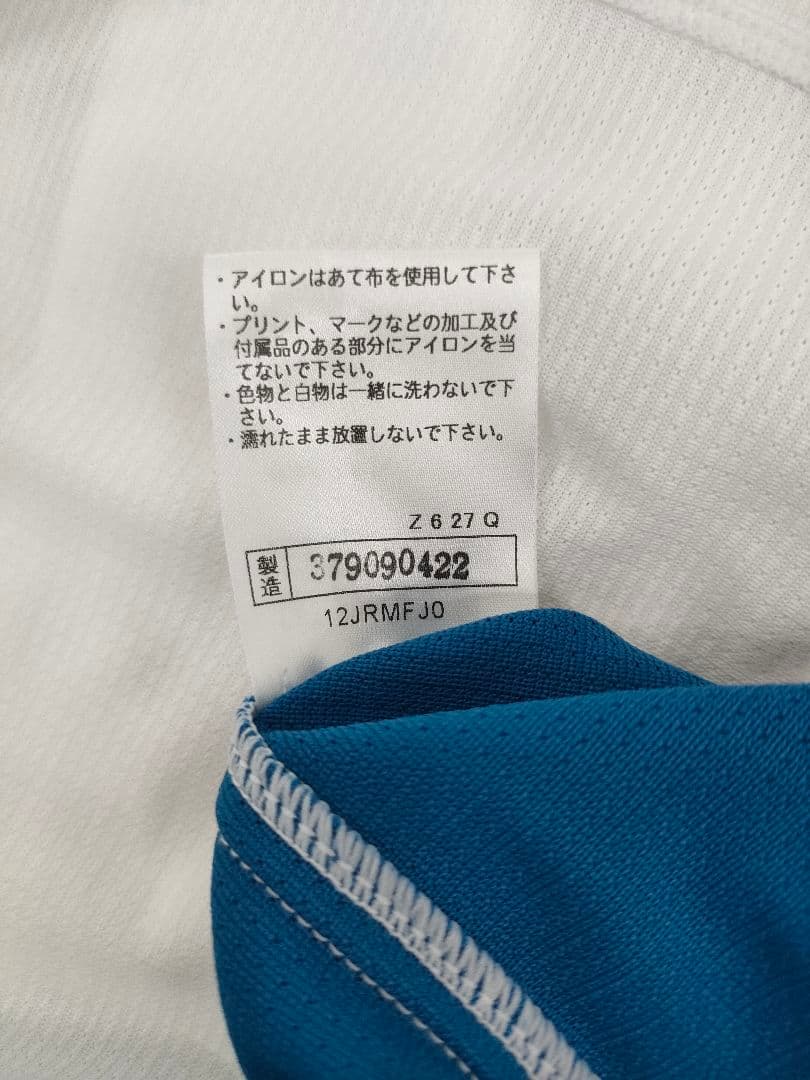 ・アイロンはあて布を使用して下さ
い。
・プリント、マークなどの加工及び
付属品のある部分にアイロンを当
てないで下さい。
・色物と白物は一緒に洗わないで下
さい。
・濡れたまま放置しないで下さい。
Z 6 27 Q
製造 379090422
12JRMFJ0